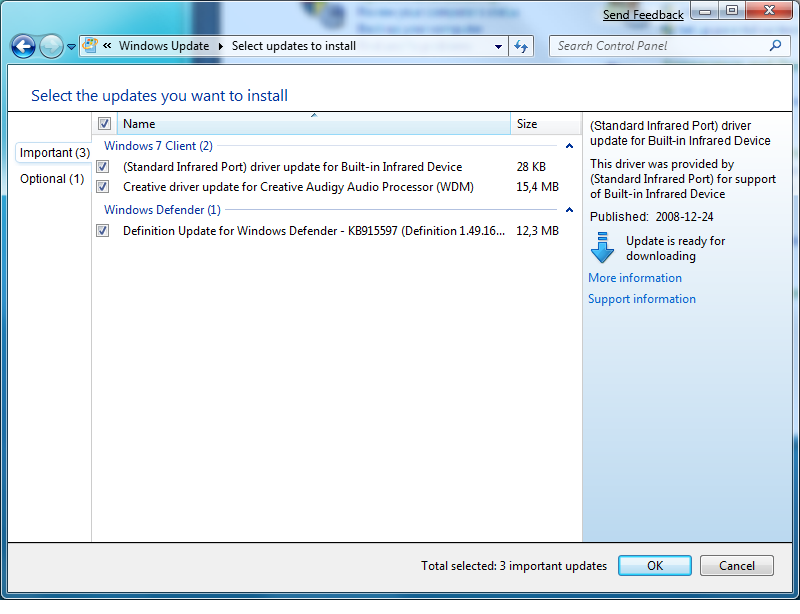 Send Feedback
« Windows Update ▸ Select updates to install
Search Control Panel
Select the updates you want to install
Name
Size
Important (3)
Optional (1)
Windows 7 Client (2)
(Standard Infrared Port) driver update for Built-in Infrared Device 28 KB
Creative driver update for Creative Audigy Audio Processor (WDM) 15,4 MB
Windows Defender (1)
Definition Update for Windows Defender - KB915597 (Definition 1.49.16... 12,3 MB
(Standard Infrared Port) driver
update for Built-in Infrared Device
This driver was provided by
(Standard Infrared Port) for support
of Built-in Infrared Device
Published: 2008-12-24
Update is ready for
downloading
More information
Support information
Total selected: 3 important updates
OK
Cancel